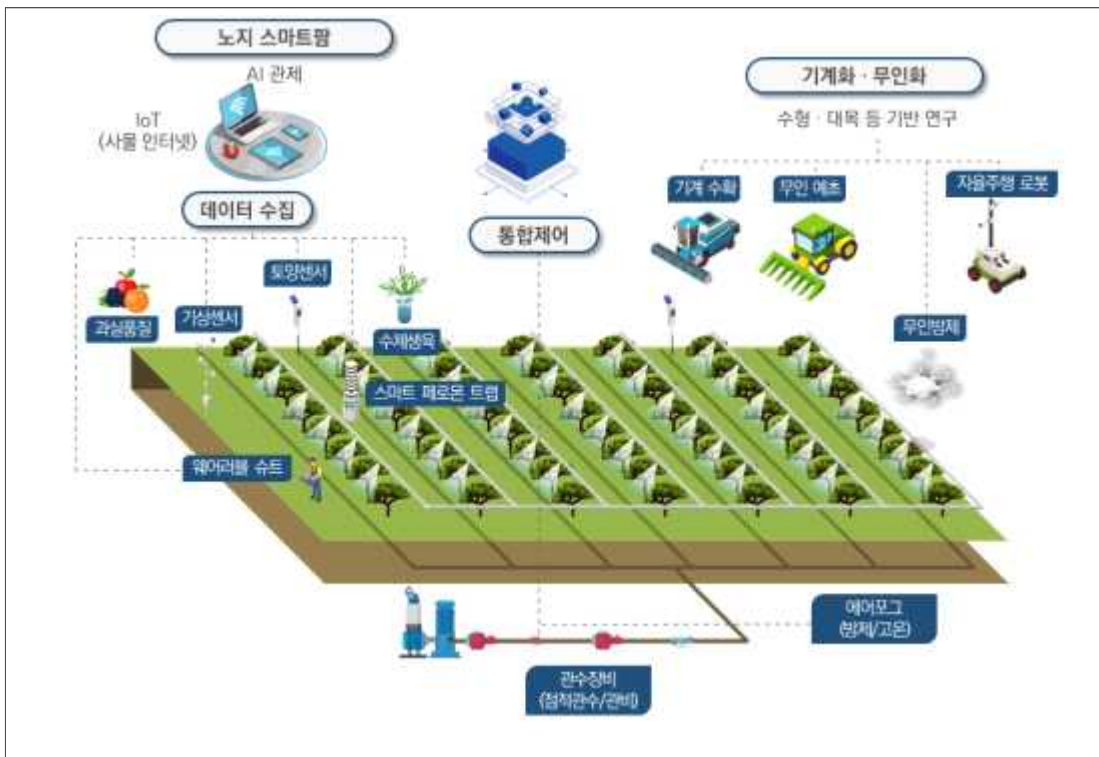 노지 스마트팜
AI 관제
IoT
(사물 인터넷)
데이터 수집
과실품질
기상센서
토양센서
수체생육
스마트 페로몬 트랩
웨어러블 슈트
통합제어
기계화 · 무인화
수형 · 대목 등 기반 연구
기계 수확
무인 예초
자율주행 로봇
무인방제
에어포그
(방제/고온)
관수장비
(점적관수/관비)